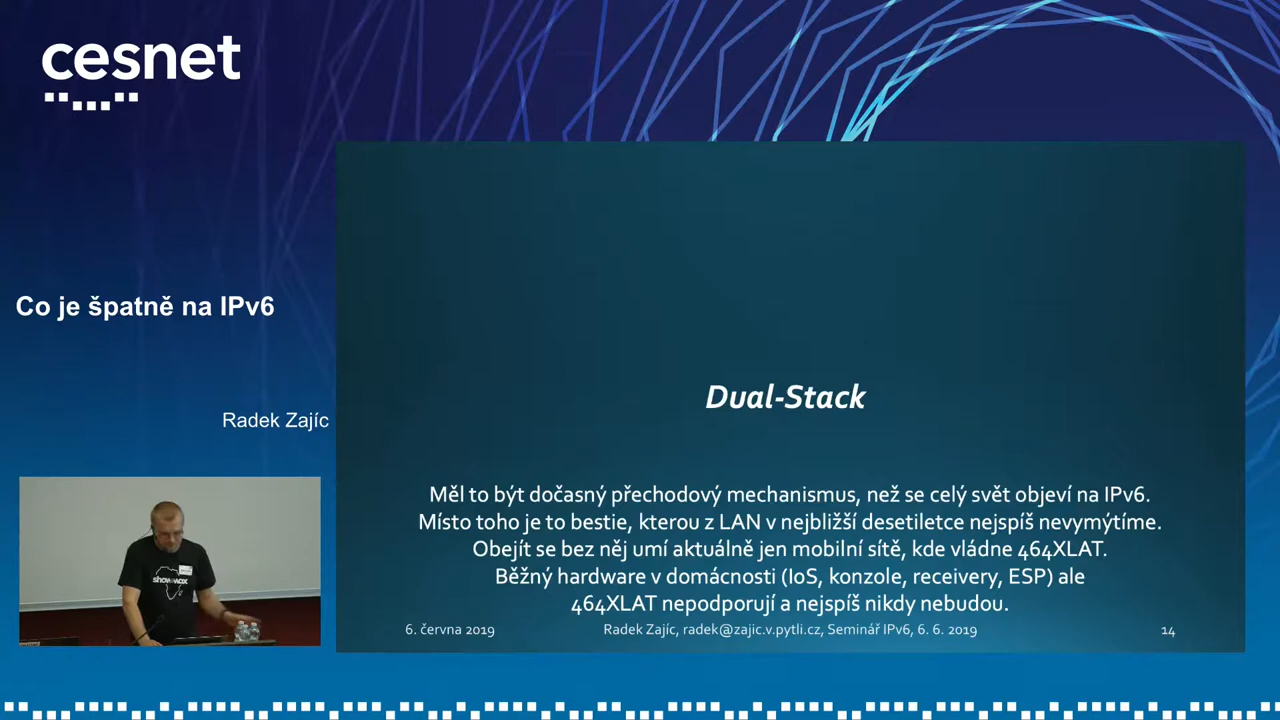 cesnet
Co je špatně na IPv6
Radek Zajíc
Dual-Stack
Měl to být dočasný přechodový mechanismus, než se celý svět objeví na IPv6.
Místo toho je to bestie, kterou z LAN v nejbližší desetiletce nejspíš nevymýtíme.
Obejít se bez něj umí aktuálně jen mobilní sítě, kde vládne 464XLAT.
Běžný hardware v domácnosti (IoS, konzole, receivery, ESP) ale
464XLAT nepodporují a nejspíš nikdy nebudou.
6. června 2019
Radek Zajíc, radek@zajic.v.pytli.cz, Seminář IPv6, 6. 6. 2019
14